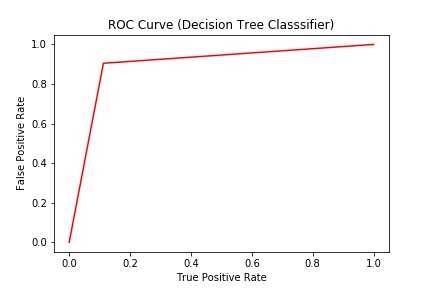 ROC Curve (Decision Tree Classsifier)
1.0
0.8
0.6
0.4
0.2
0.0
False Positive Rate
0.0 0.2 0.4 0.6 0.8 1.0
True Positive Rate